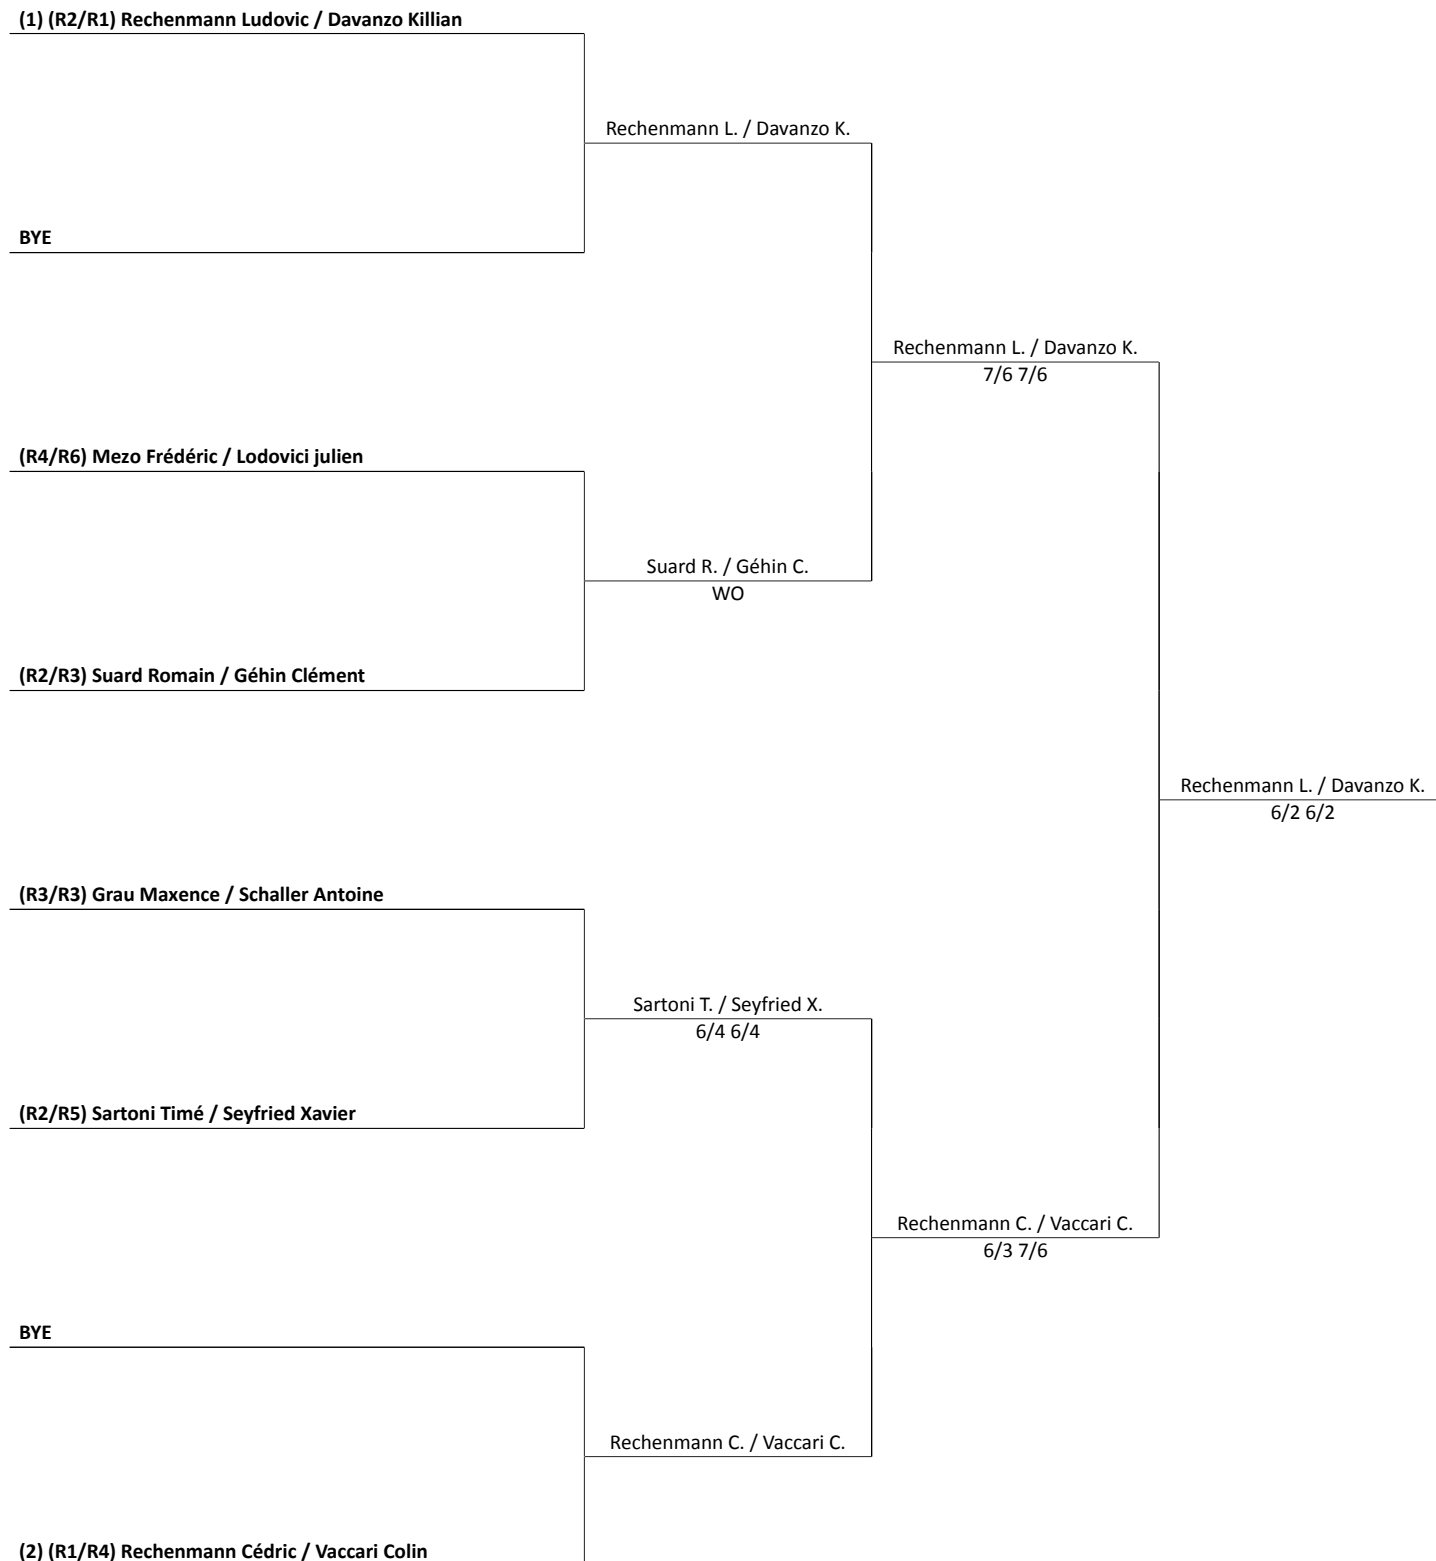 (1) (R2/R1) Rechenmann Ludovic / Davanzo Killian
Rechenmann L. / Davanzo K.
BYE
Rechenmann L. / Davanzo K.
7/6 7/6
(R4/R6) Mezo Frédéric / Lodovici julien
Suard R. / Géhin C.
WO
(R2/R3) Suard Romain / Géhin Clément
Rechenmann L. / Davanzo K.
6/2 6/2
(R3/R3) Grau Maxence / Schaller Antoine
Sartoni T. / Seyfried X.
6/4 6/4
(R2/R5) Sartoni Timé / Seyfried Xavier
Rechenmann C. / Vaccari C.
6/3 7/6
BYE
Rechenmann C. / Vaccari C.
(2) (R1/R4) Rechenmann Cédric / Vaccari Colin